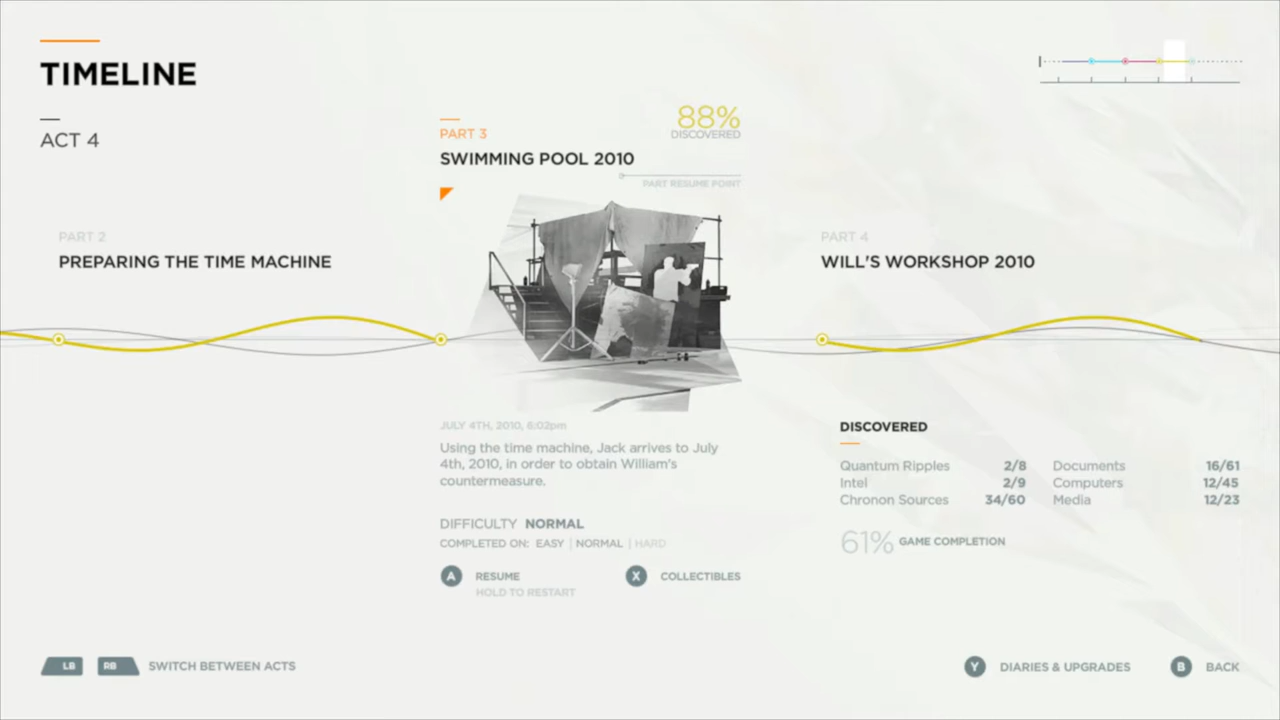 TIMELINE
ACT 4
PART 3
88%
DISCOVERED
SWIMMING POOL 2010
PART RESUME POINT
PART 2
PREPARING THE TIME MACHINE
PART 4
WILL'S WORKSHOP 2010
JULY 4TH, 2010, 6:02pm
Using the time machine, Jack arrives to July
4th, 2010, in order to obtain William's
countermeasure.
DIFFICULTY NORMAL
COMPLETED ON: EASY | NORMAL | HARD
A RESUME
HOLD TO RESTART
X COLLECTIBLES
DISCOVERED
Quantum Ripples 2/8 Documents 16/61
Intel 2/9 Computers 12/45
Chronon Sources 34/60 Media 12/23
61% GAME COMPLETION
LB RB SWITCH BETWEEN ACTS
Y DIARIES & UPGRADES B BACK